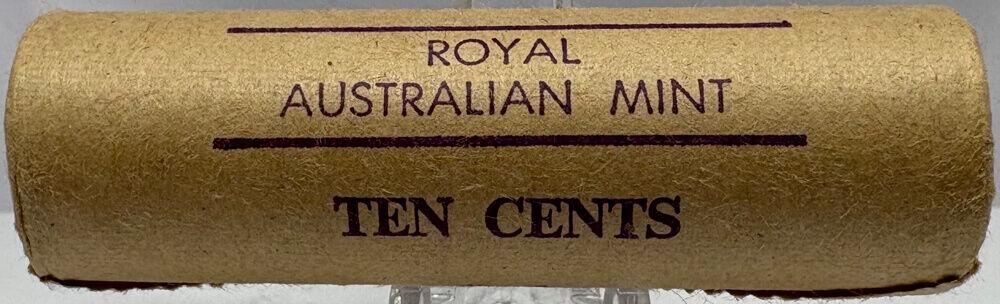 ROYAL
AUSTRALIAN MINT
TEN CENTS